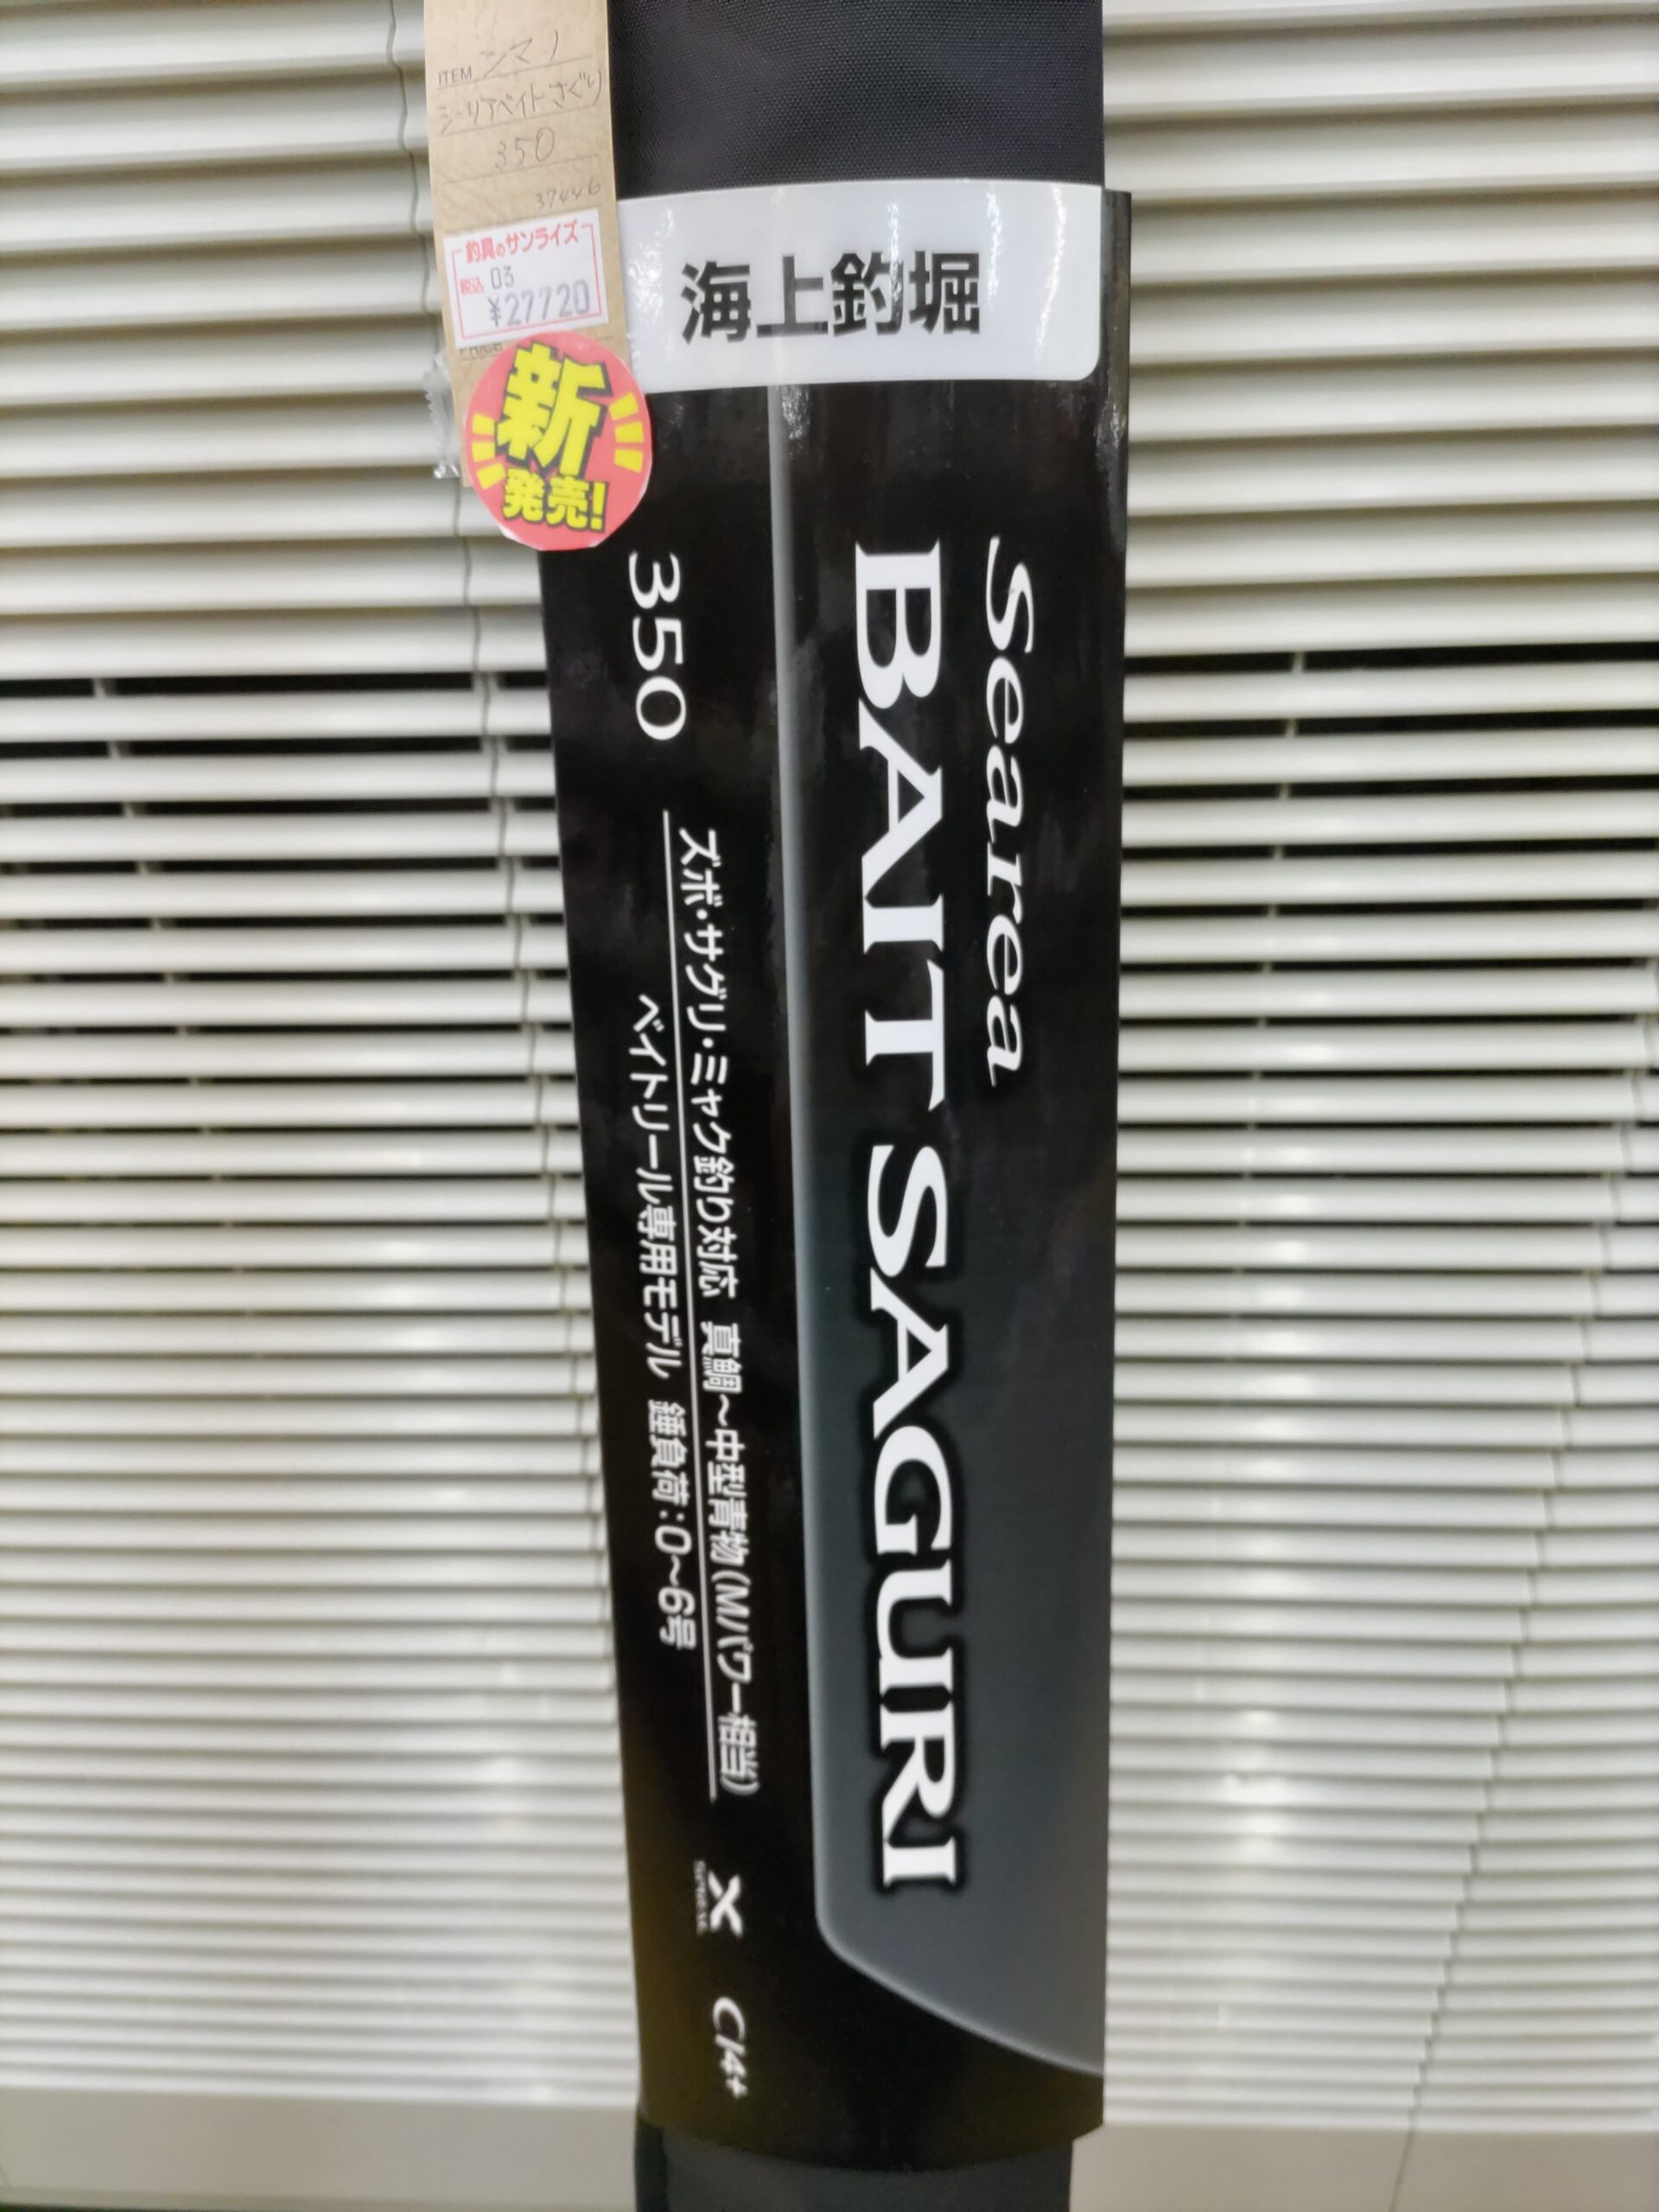 ITEM シマノ
シーリアベイトさぐり
350
37446
釣具のサンライズ
税込 03
¥27720
PRICE
新
発売!
海上釣堀
Searea
BAIT SAGURI
350
ズボ・サグリ・ミャク釣り対応 真鯛～中型青物(Mパワー相当)
ベイトリール専用モデル 錘負荷:0～6号
X
CI4+